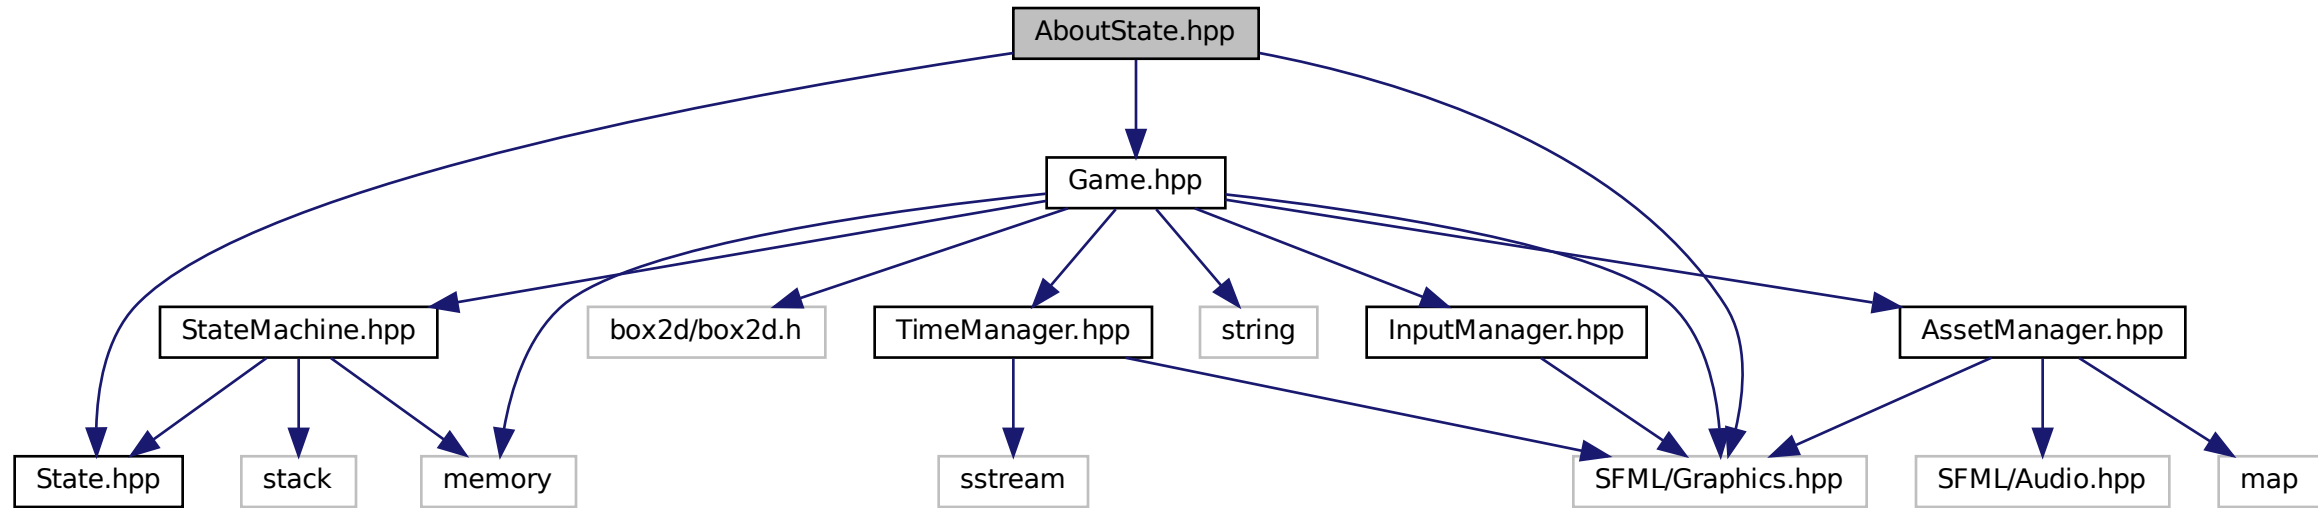 AboutState.hpp
Game.hpp
StateMachine.hpp
box2d/box2d.h
TimeManager.hpp
string
InputManager.hpp
AssetManager.hpp
State.hpp
stack
memory
sstream
SFML/Graphics.hpp
SFML/Audio.hpp
map